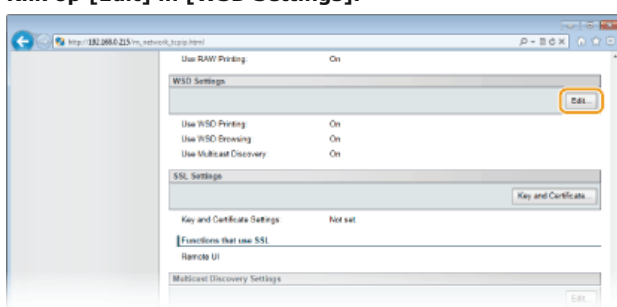 Klik op [Edit] in [WSD Settings].
http://192.168.0.215/m_network_tcpip.html
Use RAW Printing: On
WSD Settings
Edit...
Use WSD Printing: On
Use WSD Browsing: On
Use Multicast Discovery: On
SSL Settings
Key and Certificate...
Key and Certificate Settings: Not set
Functions that use SSL
Remote UI
Multicast Discovery Settings
Edit...